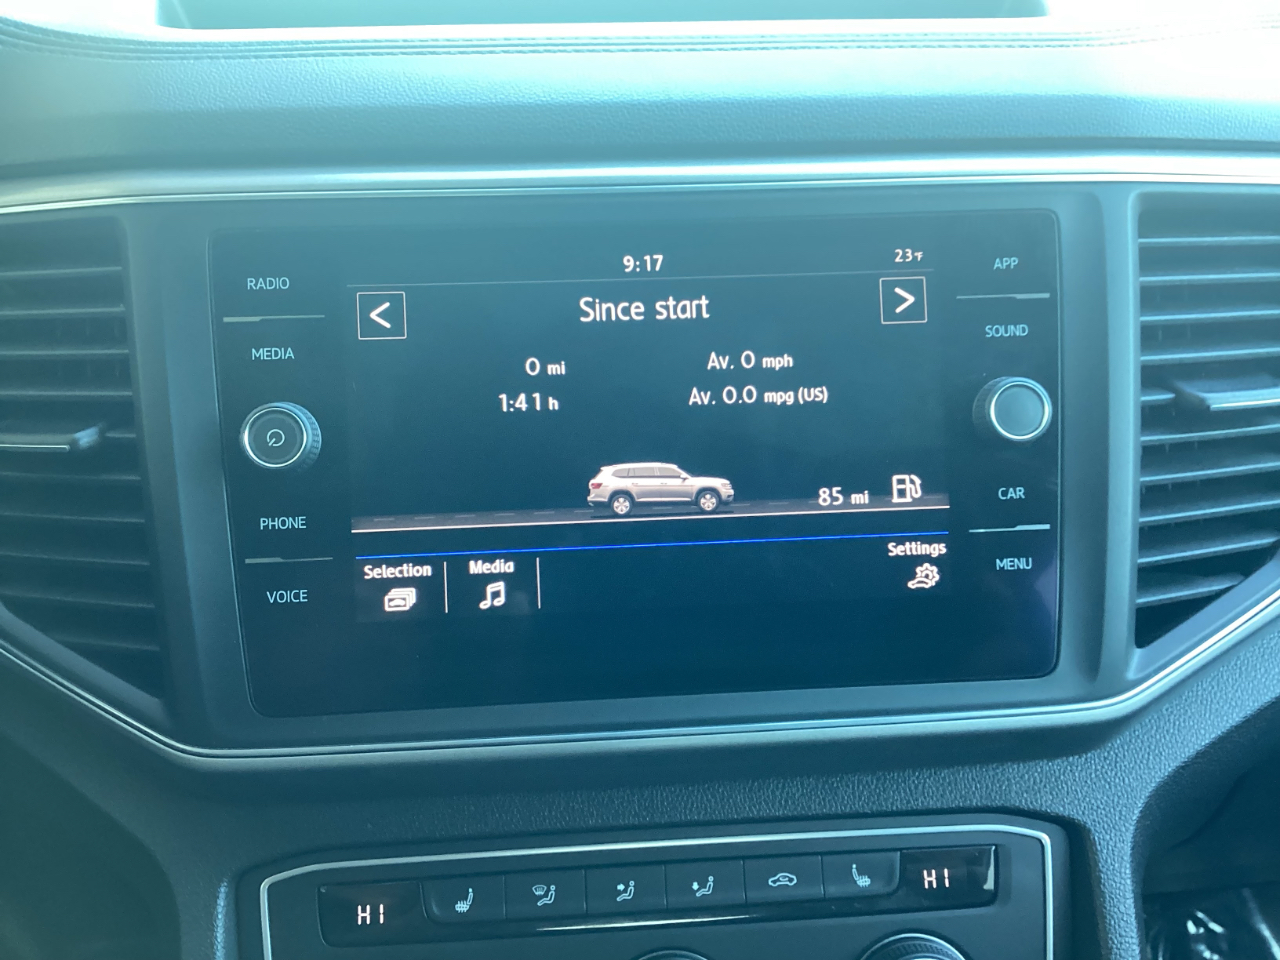 9:17
23°F
<
Since start
>
0 mi
Av. 0 mph
1:41 h
Av. 0.0 mpg (US)
85 mi
Selection
Media
Settings
RADIO
MEDIA
PHONE
VOICE
APP
SOUND
CAR
MENU
HI
HI